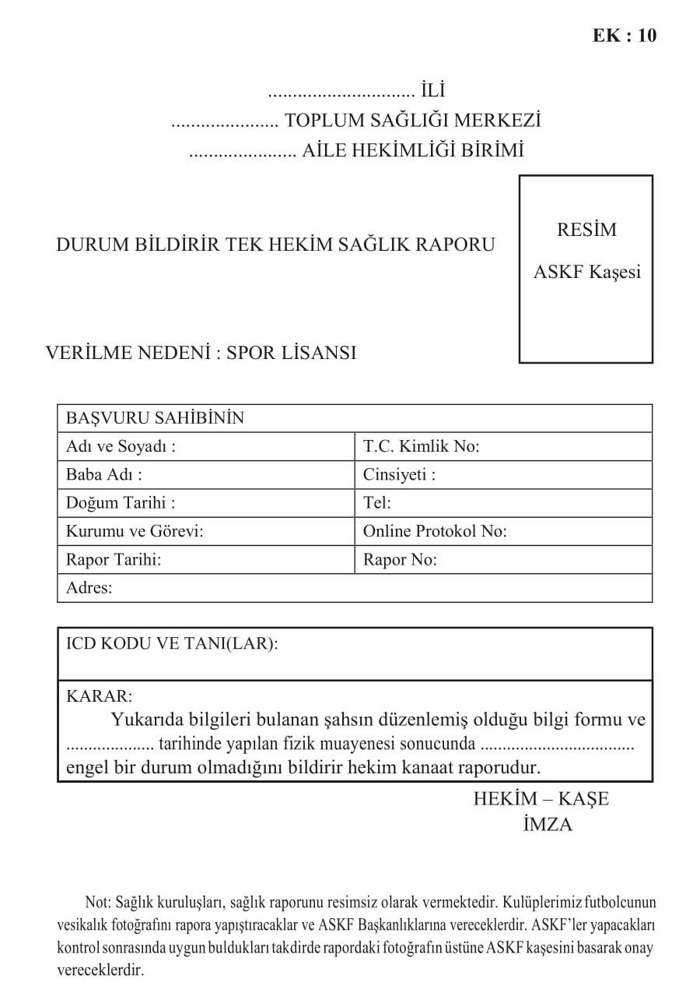 EK : 10
.............................. İLİ
...................... TOPLUM SAĞLIĞI MERKEZİ
...................... AİLE HEKİMLİĞİ BİRİMİ
RESİM
DURUM BİLDİRİR TEK HEKİM SAĞLIK RAPORU
ASKF Kaşesi
VERİLME NEDENİ : SPOR LİSANSI
BAŞVURU SAHİBİNİN
Adı ve Soyadı : T.C. Kimlik No:
Baba Adı : Cinsiyeti :
Doğum Tarihi : Tel:
Kurumu ve Görevi: Online Protokol No:
Rapor Tarihi: Rapor No:
Adres:
ICD KODU VE TANI(LAR):
KARAR:
Yukarıda bilgileri bulanan şahsın düzenlemiş olduğu bilgi formu ve
.................... tarihinde yapılan fizik muayenesi sonucunda ...................................
engel bir durum olmadığını bildirir hekim kanaat raporudur.
HEKİM – KAŞE
İMZA
Not: Sağlık kuruluşları, sağlık raporunu resimsiz olarak vermektedir. Kulüplerimiz futbolcunun
vesikalık fotoğrafını rapora yapıştıracaklar ve ASKF Başkanlıklarına vereceklerdir. ASKF’ler yapacakları
kontrol sonrasında uygun buldukları takdirde rapordaki fotoğrafın üstüne ASKF kaşesini basarak onay
vereceklerdir.